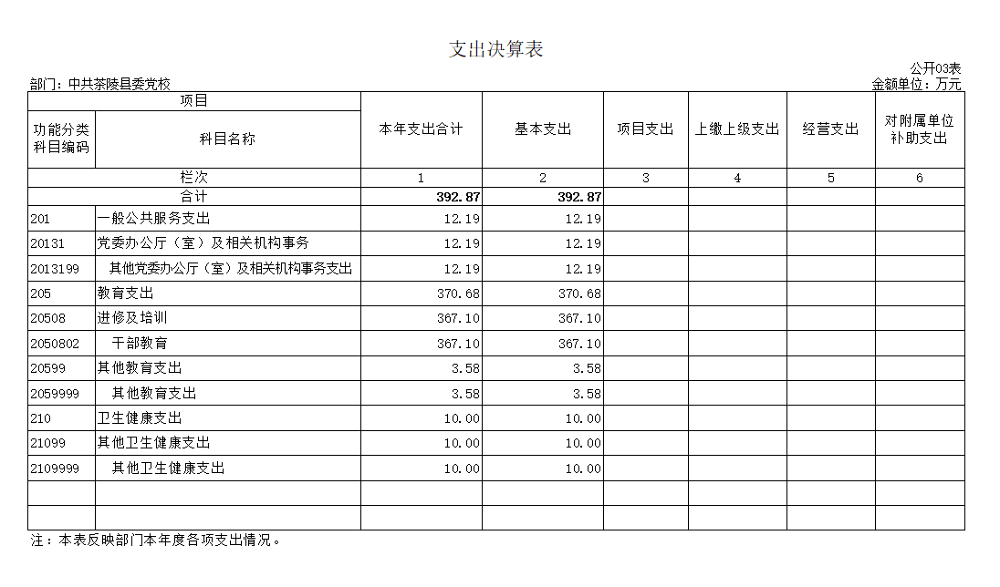 支出决算表
公开03表
部门：中共茶陵县委党校 金额单位：万元
项目 本年支出合计 基本支出 项目支出 上缴上级支出 经营支出 对附属单位补助支出
功能分类科目编码 科目名称
栏次 1 2 3 4 5 6
合计 392.87 392.87
201 一般公共服务支出 12.19 12.19
20131 党委办公厅（室）及相关机构事务 12.19 12.19
2013199 其他党委办公厅（室）及相关机构事务支出 12.19 12.19
205 教育支出 370.68 370.68
20508 进修及培训 367.10 367.10
2050802 干部教育 367.10 367.10
20599 其他教育支出 3.58 3.58
2059999 其他教育支出 3.58 3.58
210 卫生健康支出 10.00 10.00
21099 其他卫生健康支出 10.00 10.00
2109999 其他卫生健康支出 10.00 10.00
注：本表反映部门本年度各项支出情况。